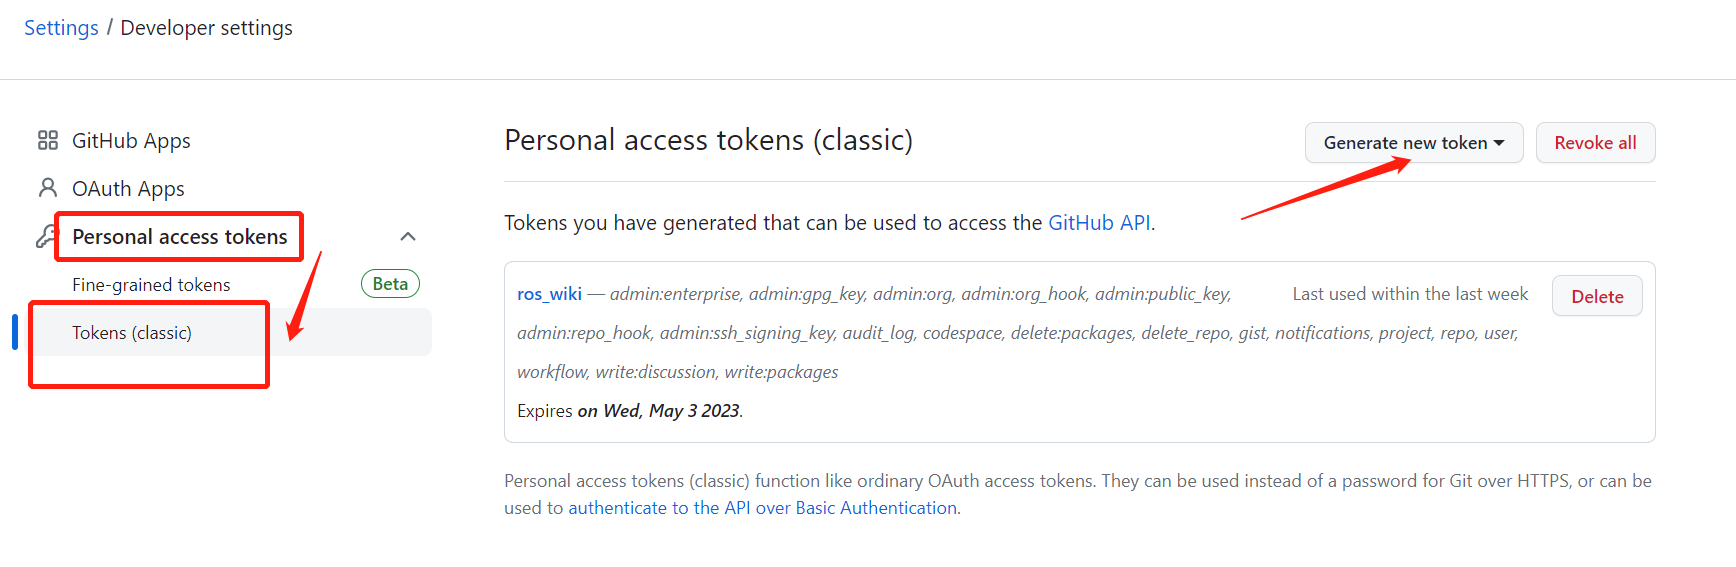 Settings / Developer settings
GitHub Apps
OAuth Apps
Personal access tokens
Fine-grained tokens Beta
Tokens (classic)
Personal access tokens (classic)
Generate new token
Revoke all
Tokens you have generated that can be used to access the GitHub API.
ros_wiki — admin:enterprise, admin:gpg_key, admin:org, admin:org_hook, admin:public_key,
admin:repo_hook, admin:ssh_signing_key, audit_log, codespace, delete:packages, delete_repo, gist, notifications, project, repo, user,
workflow, write:discussion, write:packages
Last used within the last week
Delete
Expires on Wed, May 3 2023.
Personal access tokens (classic) function like ordinary OAuth access tokens. They can be used instead of a password for Git over HTTPS, or can be
used to authenticate to the API over Basic Authentication.